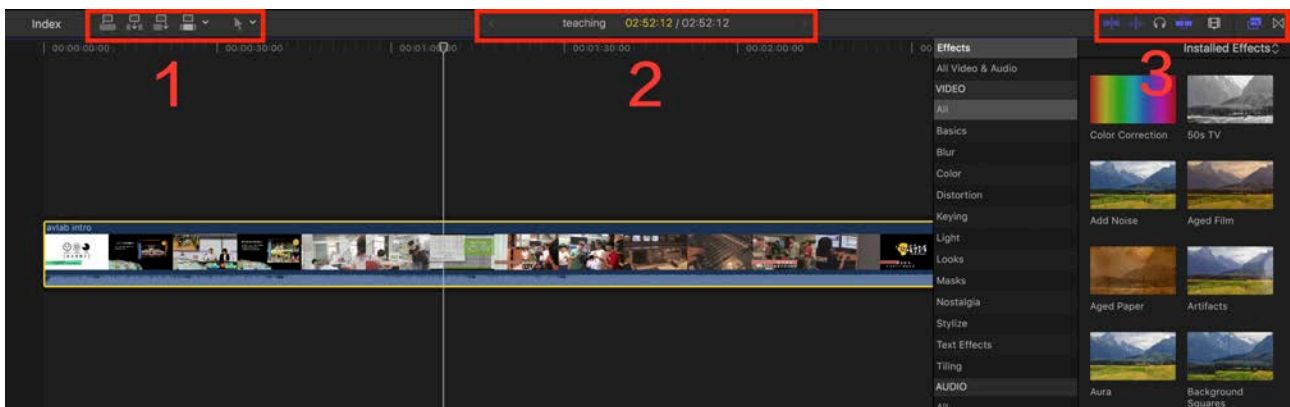 Index
teaching 02:52:12 / 02:52:12
1
2
3
00:00:00:00 00:00:30:00 00:01:00:00 00:01:30:00 00:02:00:00 00
avlab intro
Effects
Installed Effects
All Video & Audio
VIDEO
All
Basics
Blur
Color
Distortion
Keying
Light
Looks
Masks
Nostalgia
Stylize
Text Effects
Tiling
AUDIO
All
Color Correction
50s TV
Add Noise
Aged Film
Aged Paper
Artifacts
Aura
Background
Squares